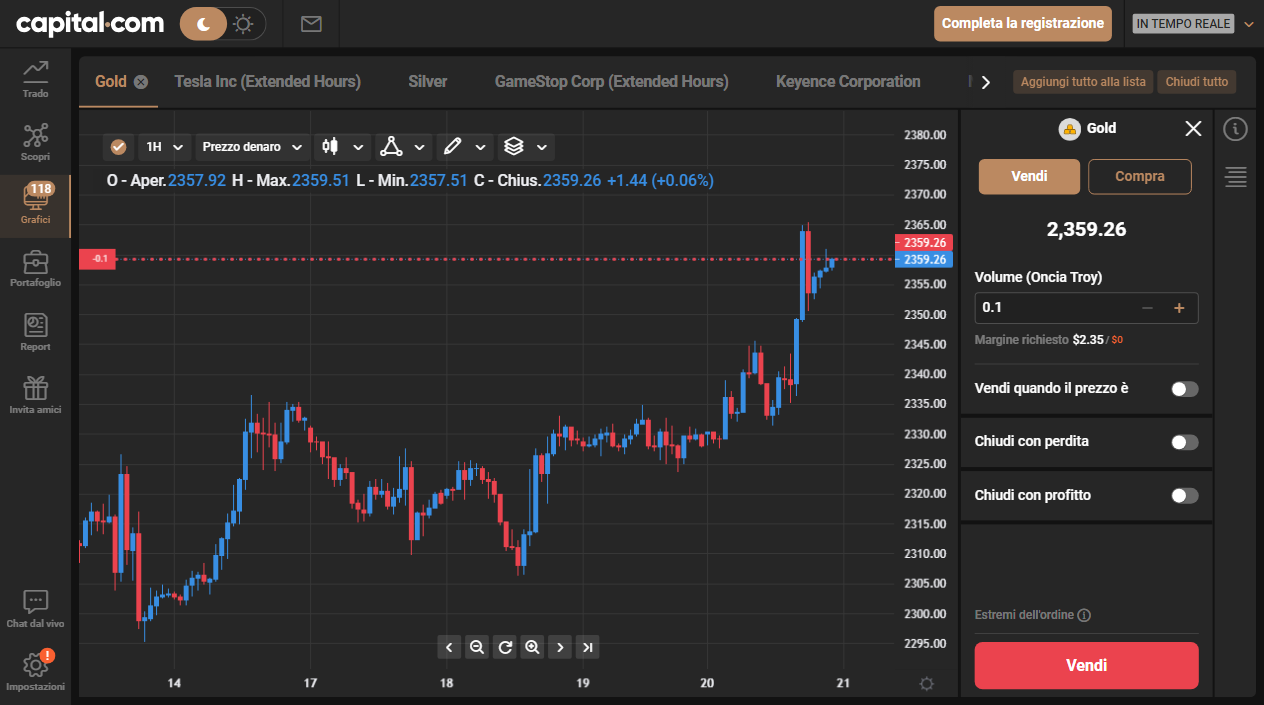 capital.com
Completa la registrazione
IN TEMPO REALE
Trado
Scopri
118
Grafici
Portafoglio
Report
Invita amici
Chat dal vivo
!
Impostazioni
Gold
Tesla Inc (Extended Hours)
Silver
GameStop Corp (Extended Hours)
Keyence Corporation
Aggiungi tutto alla lista
Chiudi tutto
1H
Prezzo denaro
O - Aper.2357.92 H - Max.2359.51 L - Min.2357.51 C - Chius.2359.26 +1.44 (+0.06%)
-0.1
2380.00
2375.00
2370.00
2365.00
2359.26
2359.26
2355.00
2350.00
2345.00
2340.00
2335.00
2330.00
2325.00
2320.00
2315.00
2310.00
2305.00
2300.00
2295.00
14
17
18
19
20
21
Gold
Vendi
Compra
2,359.26
Volume (Oncia Troy)
0.1
Margine richiesto $2.35 / $0
Vendi quando il prezzo è
Chiudi con perdita
Chiudi con profitto
Estremi dell'ordine
Vendi